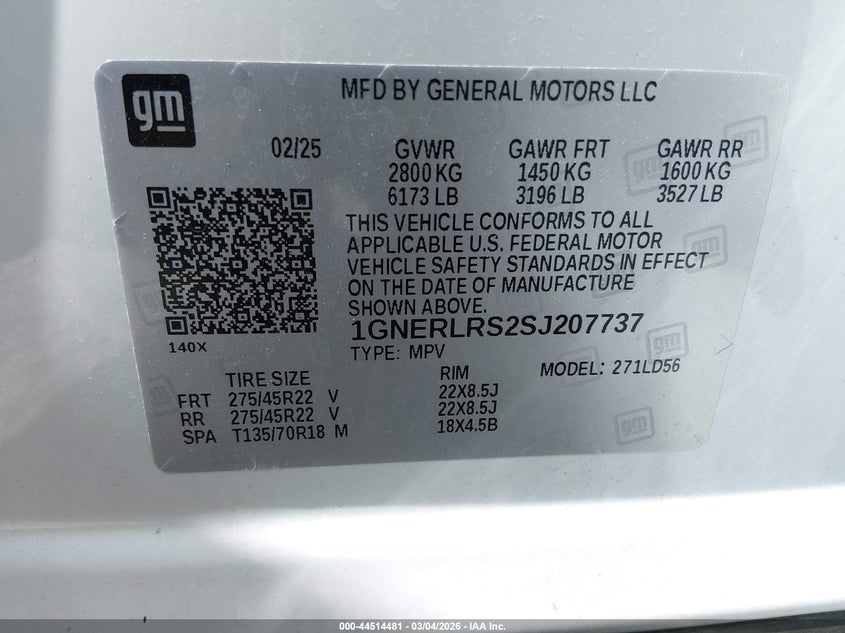 gm
MFD BY GENERAL MOTORS LLC
02/25 GVWR GAWR FRT GAWR RR
2800 KG 1450 KG 1600 KG
6173 LB 3196 LB 3527 LB
THIS VEHICLE CONFORMS TO ALL
APPLICABLE U.S. FEDERAL MOTOR
VEHICLE SAFETY STANDARDS IN EFFECT
ON THE DATE OF MANUFACTURE
SHOWN ABOVE.
1GNERLRS2SJ207737
140X
TYPE: MPV
MODEL: 271LD56
TIRE SIZE RIM
FRT 275/45R22 V 22X8.5J
RR 275/45R22 V 22X8.5J
SPA T135/70R18 M 18X4.5B
000-44514481 - 03/04/2026 - IAA Inc.